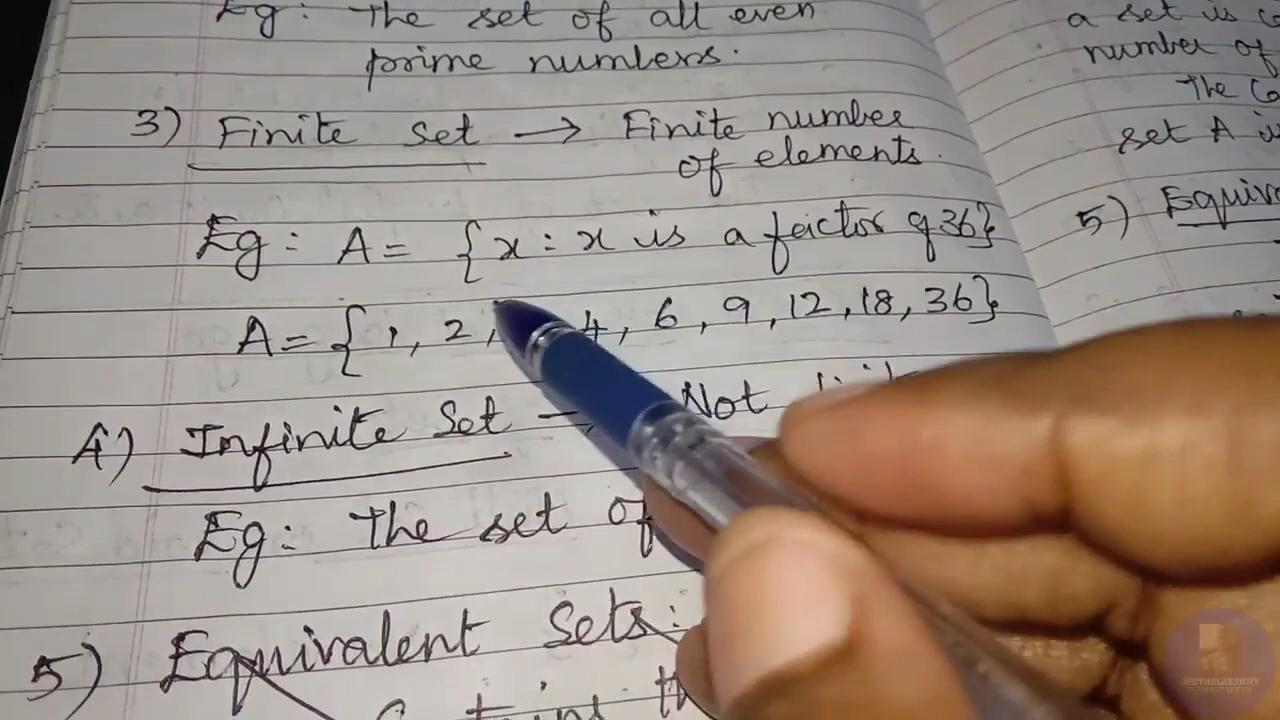 Eg: The set of all even
prime numbers.
3) Finite set → Finite number
of elements.
Eg: A = {x : x is a factor of 36}
A = {1, 2, 4, 6, 9, 12, 18, 36}
4) Infinite Set – Not
Eg: The set of
5) Equivalent Sets:
a set is
number of
The
set A
5)